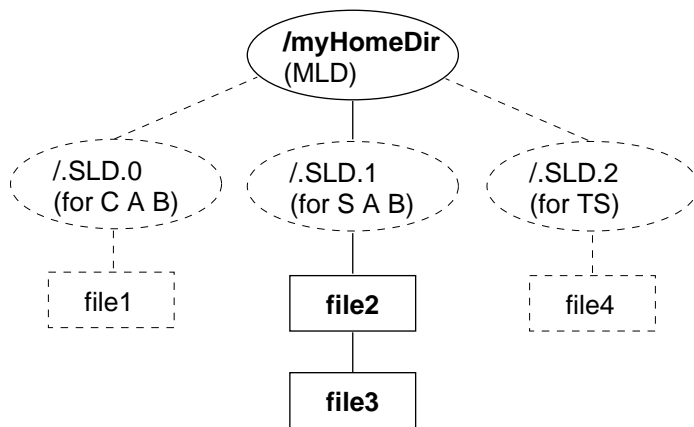 /myHomeDir
(MLD)
/.SLD.0
(for C A B)
/.SLD.1
(for S A B)
/.SLD.2
(for TS)
file1
file2
file4
file3